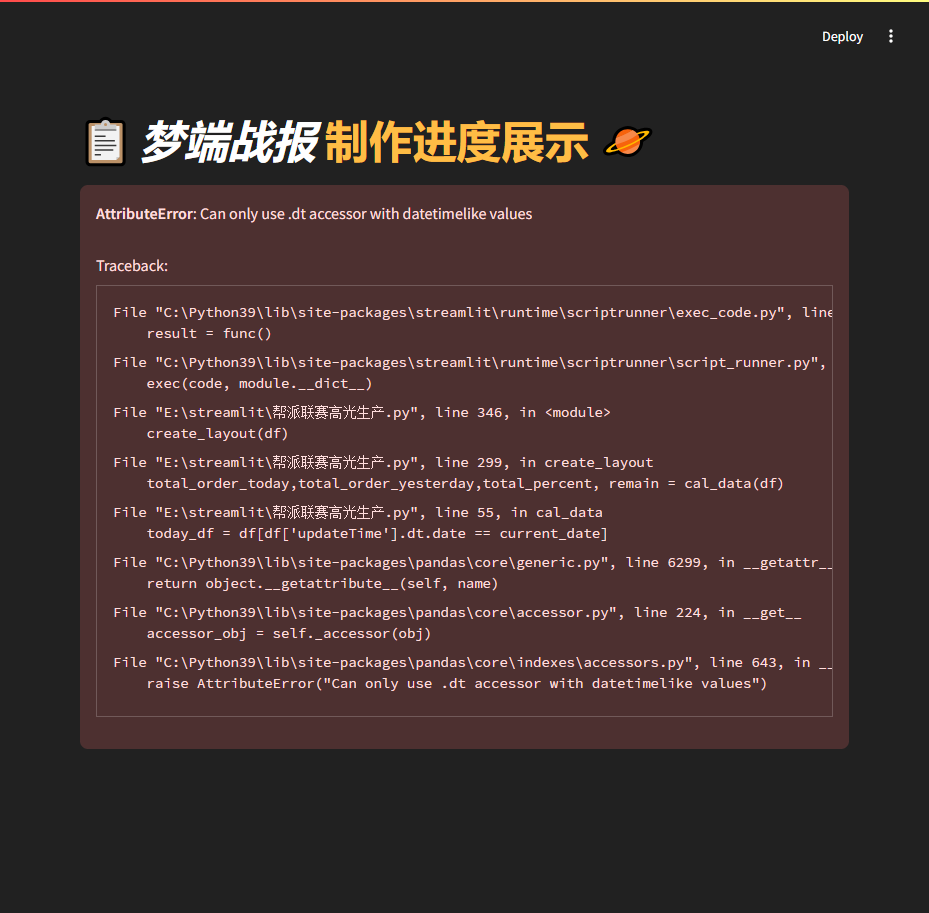 Deploy
梦端战报制作进度展示
AttributeError: Can only use .dt accessor with datetimelike values
Traceback:
File "C:\Python39\lib\site-packages\streamlit\runtime\scriptrunner\exec_code.py", line
result = func()
File "C:\Python39\lib\site-packages\streamlit\runtime\scriptrunner\script_runner.py",
exec(code, module.__dict__)
File "E:\streamlit\帮派联赛高光生产.py", line 346, in <module>
create_layout(df)
File "E:\streamlit\帮派联赛高光生产.py", line 299, in create_layout
total_order_today,total_order_yesterday,total_percent, remain = cal_data(df)
File "E:\streamlit\帮派联赛高光生产.py", line 55, in cal_data
today_df = df[df['updateTime'].dt.date == current_date]
File "C:\Python39\lib\site-packages\pandas\core\generic.py", line 6299, in __getattr__
return object.__getattribute__(self, name)
File "C:\Python39\lib\site-packages\pandas\core\accessor.py", line 224, in __get__
accessor_obj = self._accessor(obj)
File "C:\Python39\lib\site-packages\pandas\core\indexes\accessors.py", line 643, in __
raise AttributeError("Can only use .dt accessor with datetimelike values")